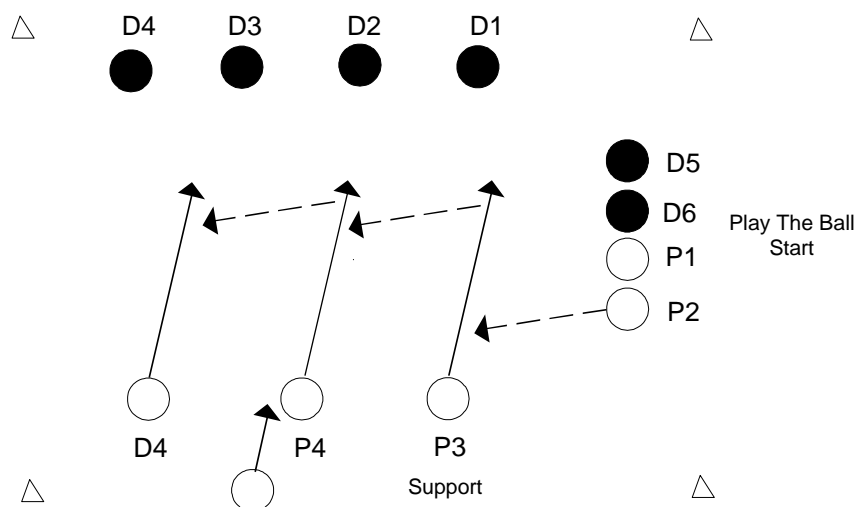 D4 D3 D2 D1
D5
D6
Play The Ball
Start
P1
P2
D4 P4 P3
Support